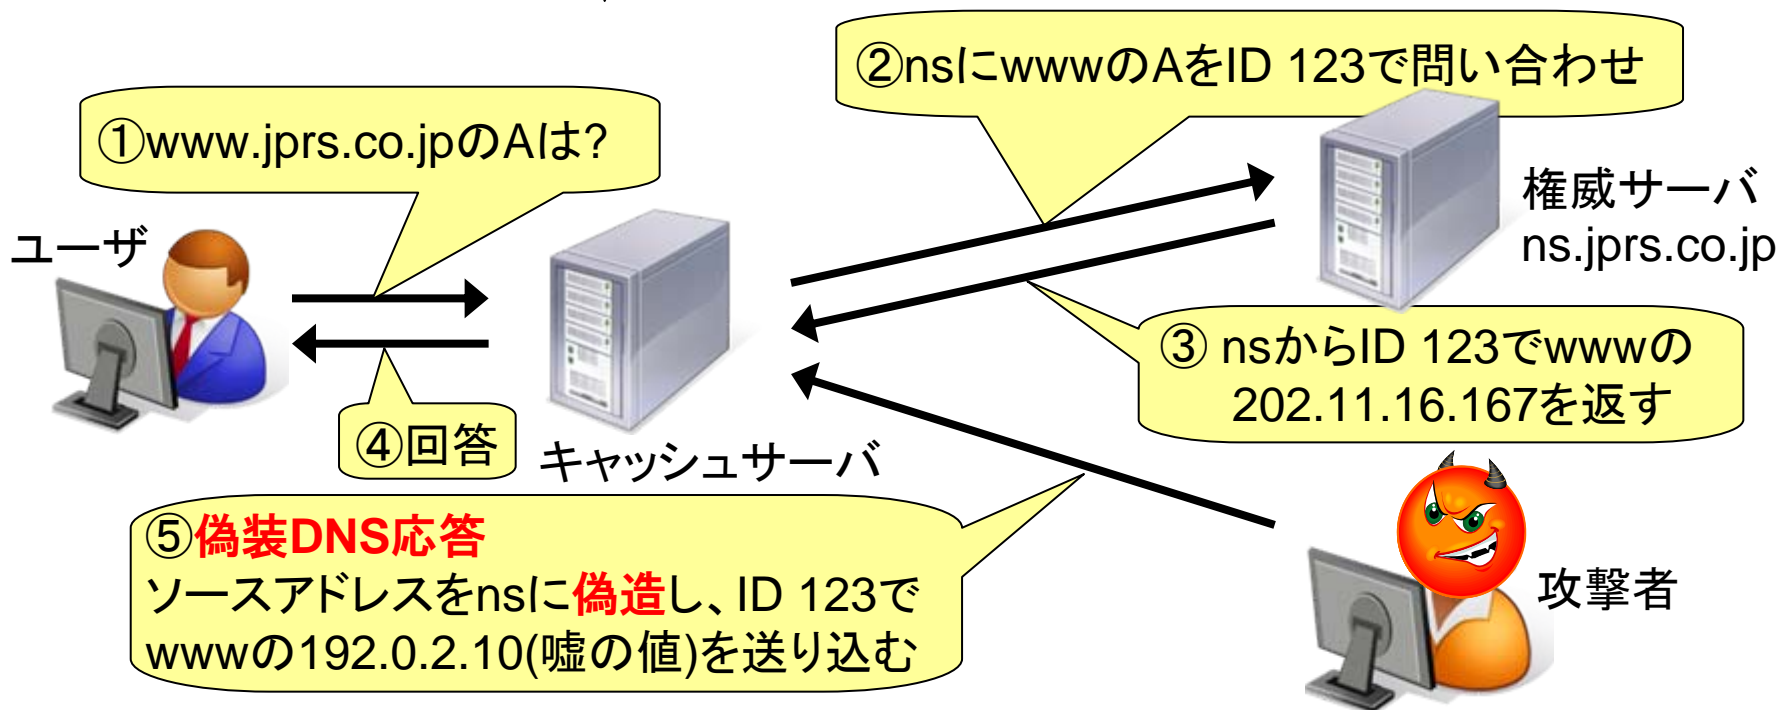 ②nsにwwwのAをID 123で問い合わせ
①www.jprs.co.jpのAは?
権威サーバ
ns.jprs.co.jp
ユーザ
③ nsからID 123でwwwの
202.11.16.167を返す
④回答
キャッシュサーバ
⑤偽装DNS応答
ソースアドレスをnsに偽造し、ID 123で
wwwの192.0.2.10(嘘の値)を送り込む
攻撃者